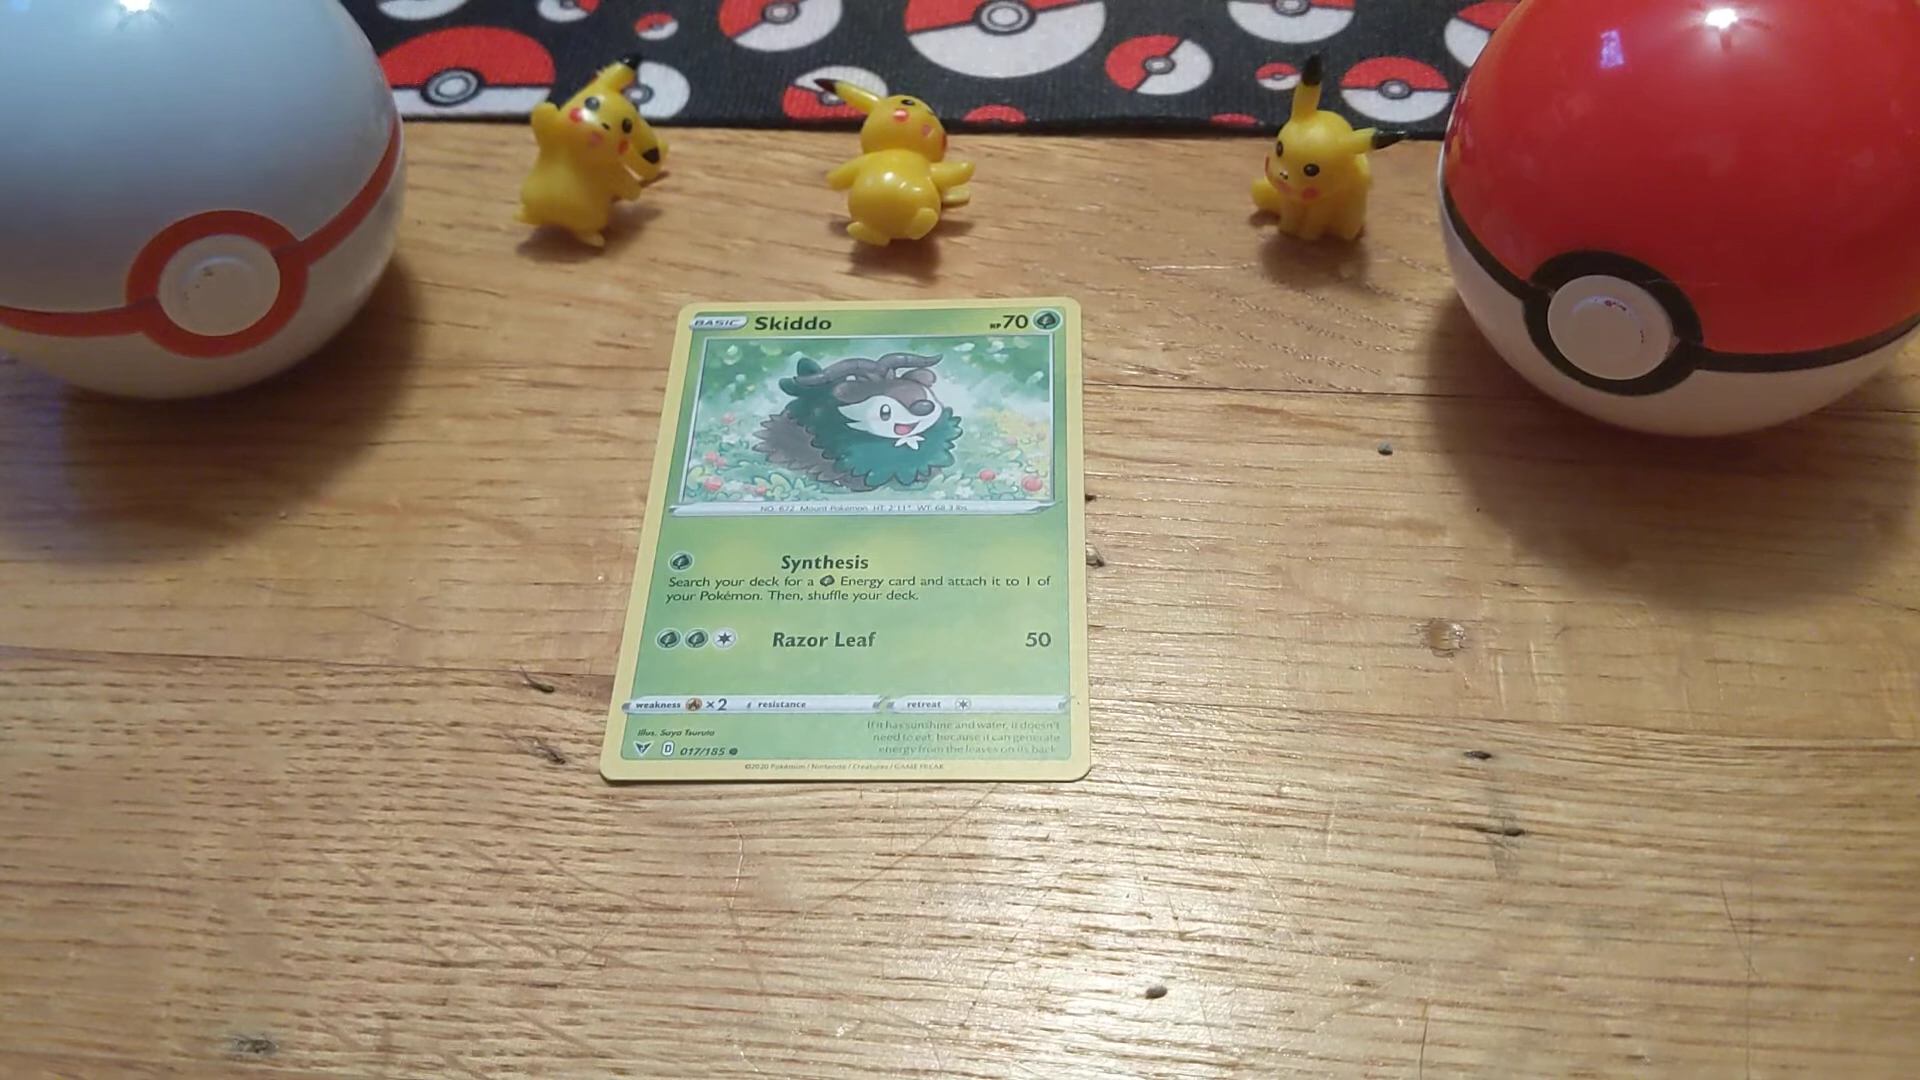 BASIC Skiddo HP 70
NO. 672 Mount Pokémon HT: 2'11" WT: 68.3 lbs.
Synthesis
Search your deck for a Energy card and attach it to 1 of
your Pokémon. Then, shuffle your deck.
Razor Leaf 50
weakness ×2 resistance retreat
If it has sunshine and water, it doesn't
need to eat, because it can generate
energy from the leaves on its back.
Illus. Saya Tsuruta
D 017/185
©2020 Pokémon / Nintendo / Creatures / GAME FREAK